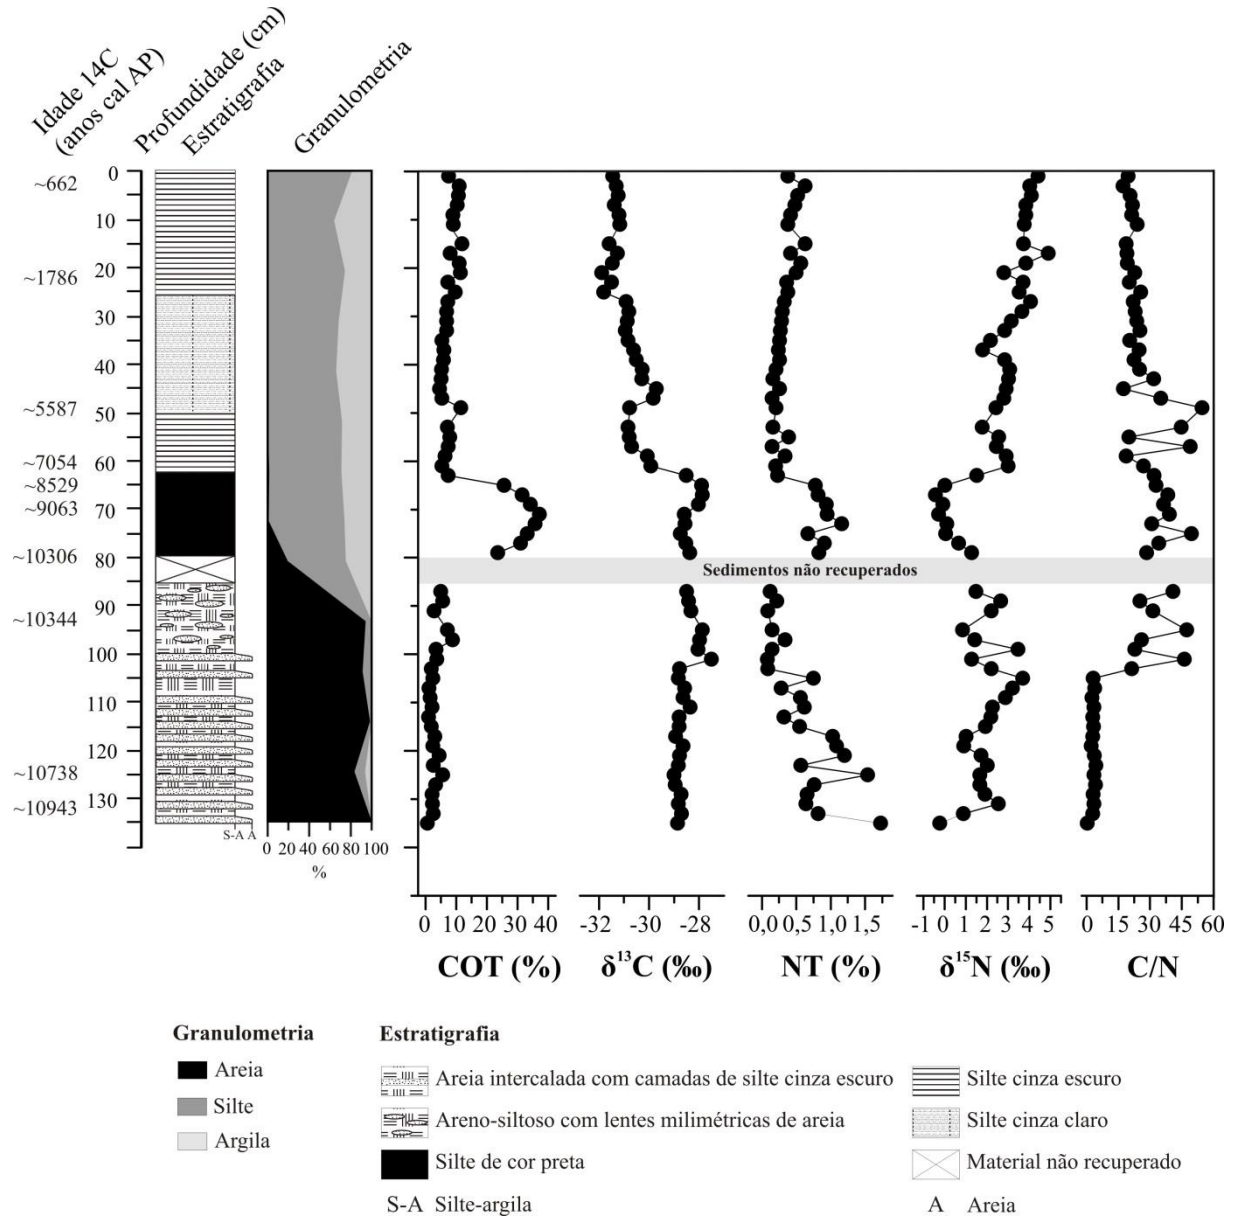 Idade 14C
(anos cal AP)
Profundidade (cm)
Estratigrafia
Granulometria
~662
~1786
~5587
~7054
~8529
~9063
~10306
~10344
~10738
~10943
0
10
20
30
40
50
60
70
80
90
100
110
120
130
S-A A
0 20 40 60 80 100
%
Sedimentos não recuperados
0 10 20 30 40
COT (%)
-32 -30 -28
δ¹³C (‰)
0,0 0,5 1,0 1,5
NT (%)
-1 0 1 2 3 4 5
δ¹⁵N (‰)
0 15 30 45 60
C/N
Granulometria
Areia
Silte
Argila
Estratigrafia
Areia intercalada com camadas de silte cinza escuro
Areno-siltoso com lentes milimétricas de areia
Silte de cor preta
S-A Silte-argila
Silte cinza escuro
Silte cinza claro
Material não recuperado
A Areia